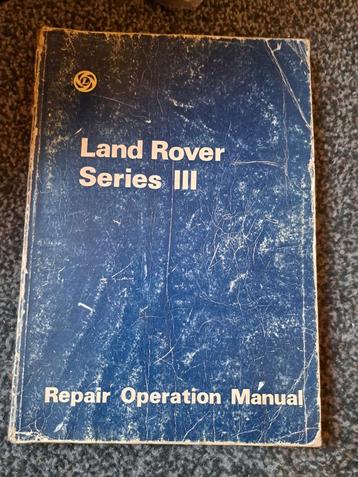 L
Land Rover
Series III
Repair Operation Manual